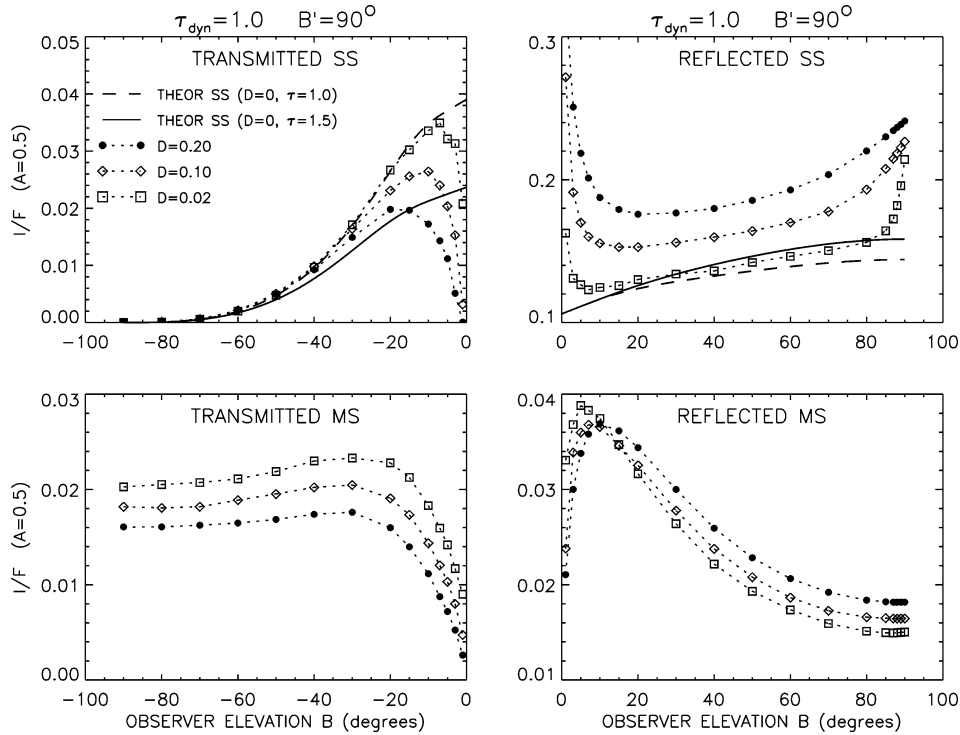 τdyn=1.0 B'=90°
τdyn=1.0 B'=90°
TRANSMITTED SS
THEOR SS (D=0, τ=1.0)
THEOR SS (D=0, τ=1.5)
D=0.20
D=0.10
D=0.02
I/F (A=0.5)
0.05
0.04
0.03
0.02
0.01
0.00
-100 -80 -60 -40 -20 0
REFLECTED SS
0.3
0.2
0.1
0 20 40 60 80 100
TRANSMITTED MS
I/F (A=0.5)
0.03
0.02
0.01
0.00
-100 -80 -60 -40 -20 0
OBSERVER ELEVATION B (degrees)
REFLECTED MS
0.04
0.03
0.02
0.01
0 20 40 60 80 100
OBSERVER ELEVATION B (degrees)